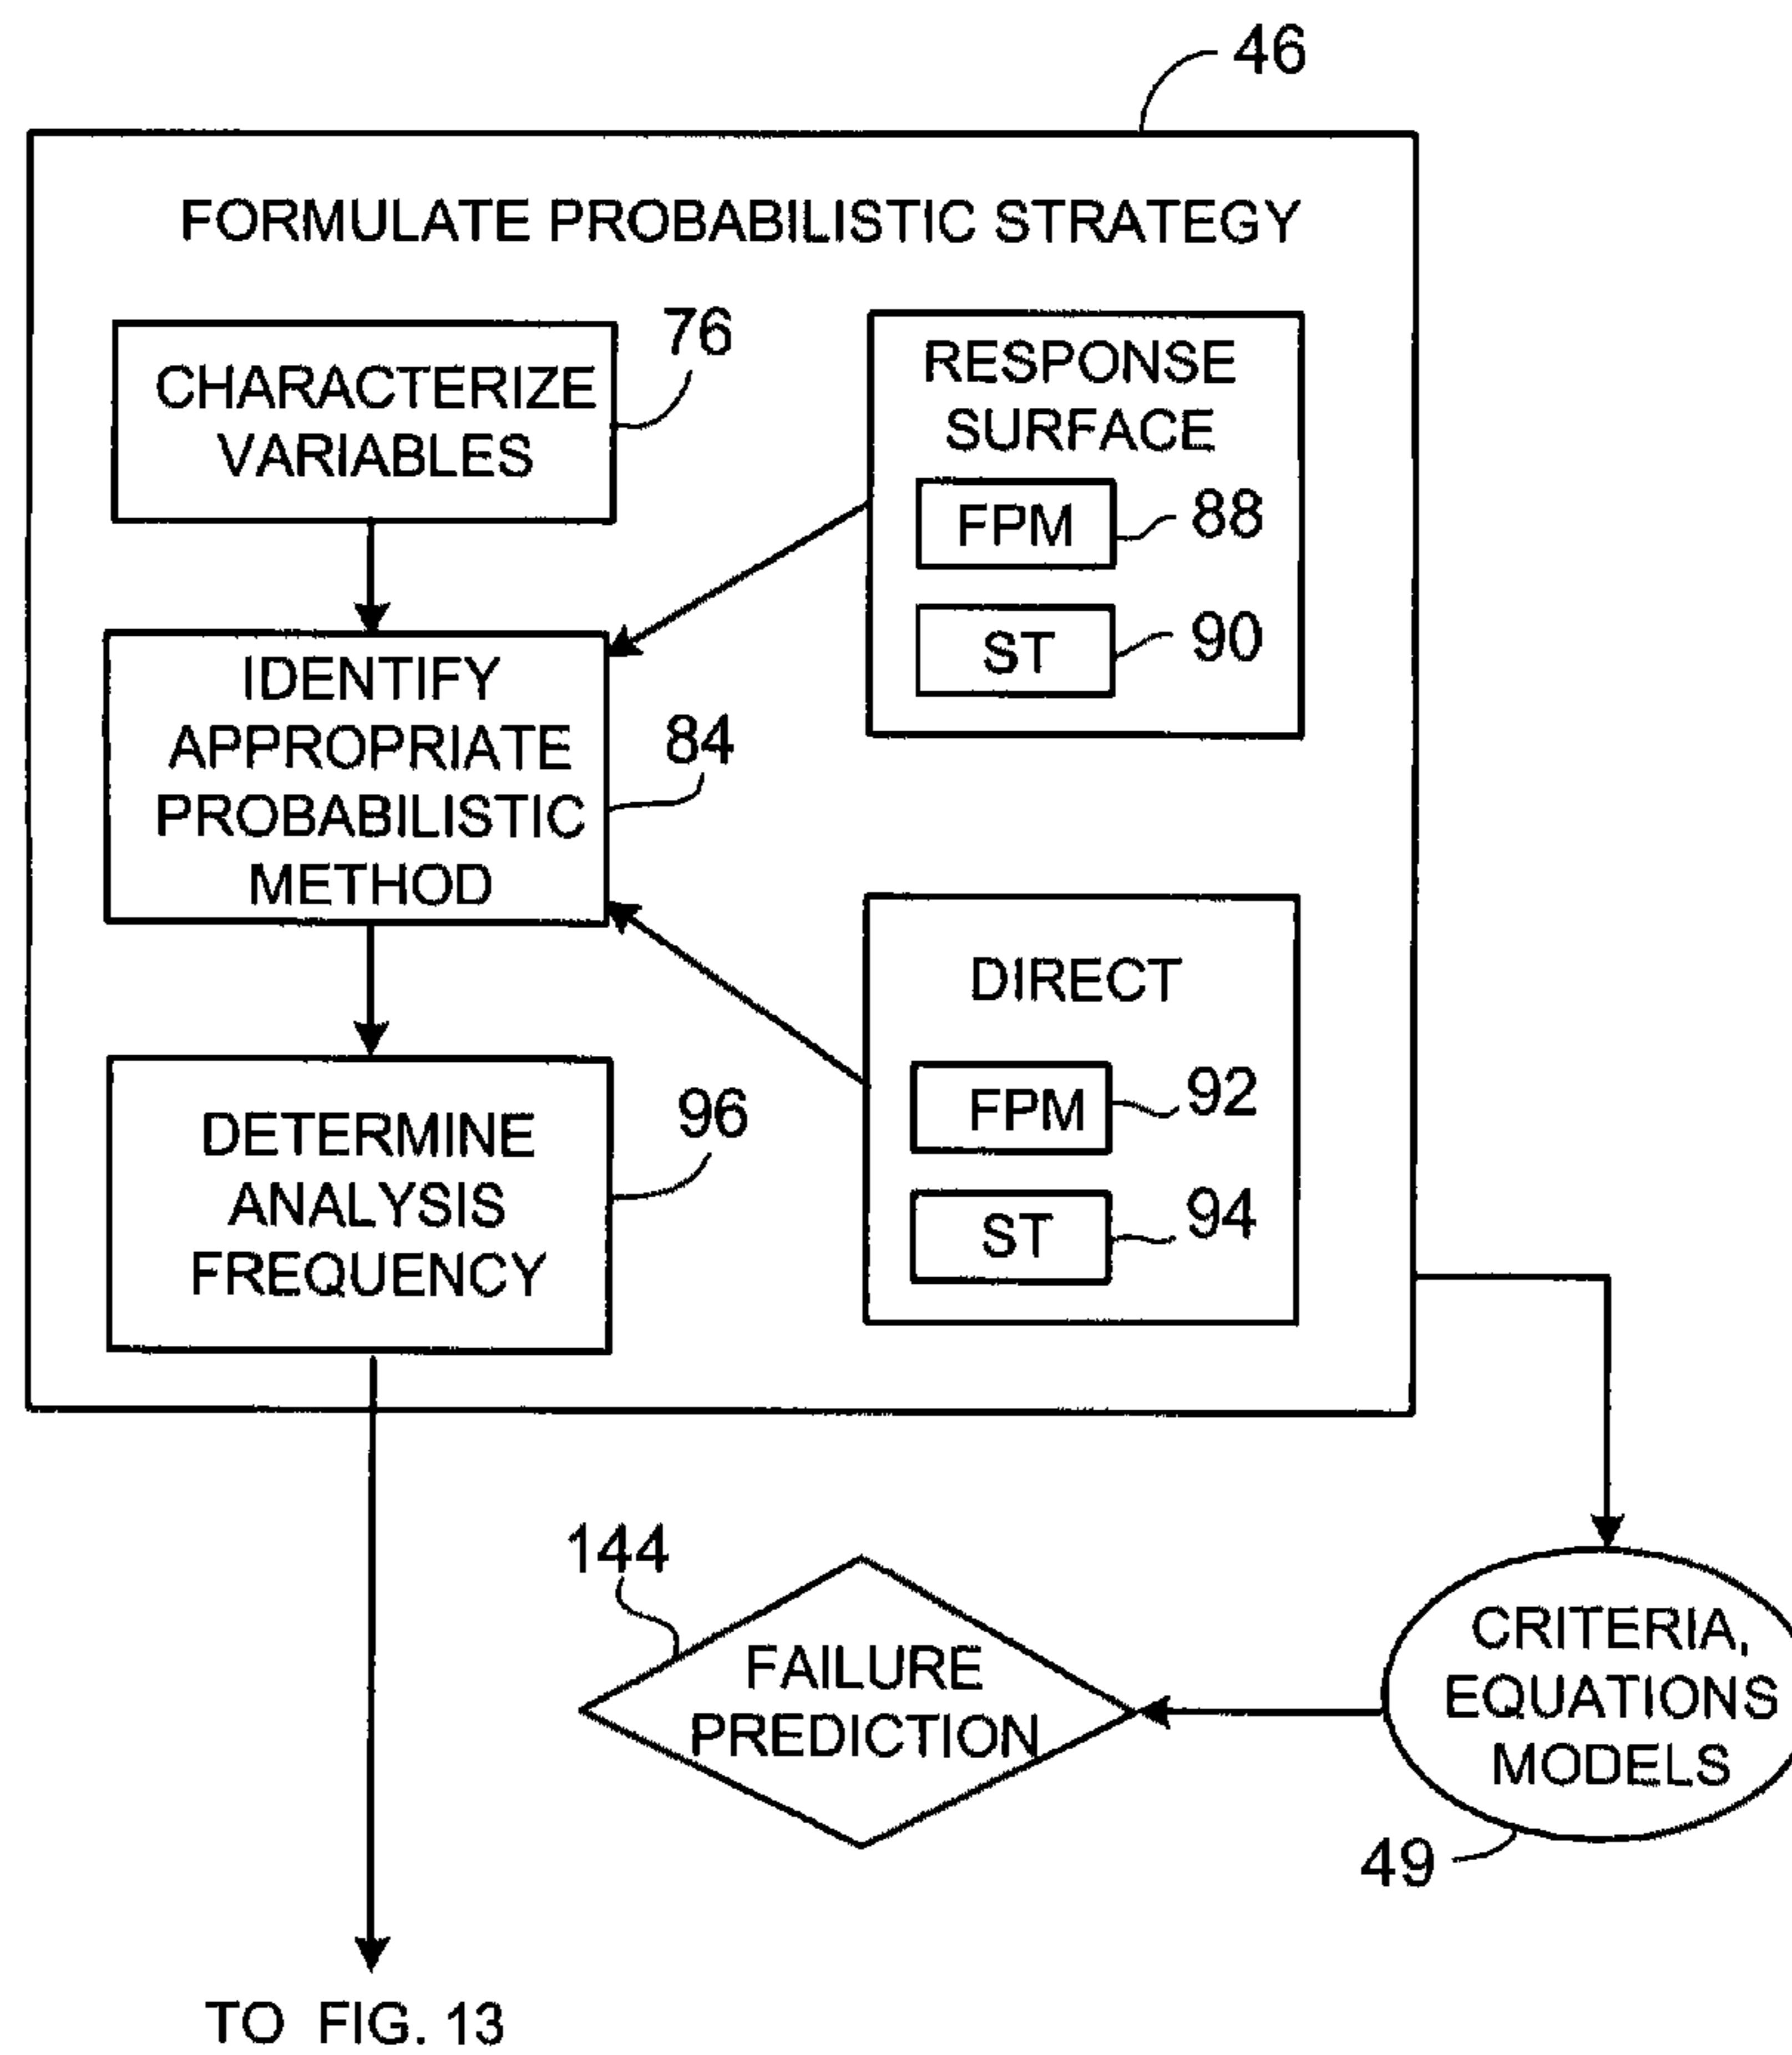 46
FORMULATE PROBABILISTIC STRATEGY
76
CHARACTERIZE
VARIABLES
RESPONSE
SURFACE
FPM
88
ST
90
IDENTIFY
APPROPRIATE
PROBABILISTIC
METHOD
84
DIRECT
FPM
92
ST
94
DETERMINE
ANALYSIS
FREQUENCY
96
144
FAILURE
PREDICTION
CRITERIA,
EQUATIONS
MODELS
49
TO FIG. 13